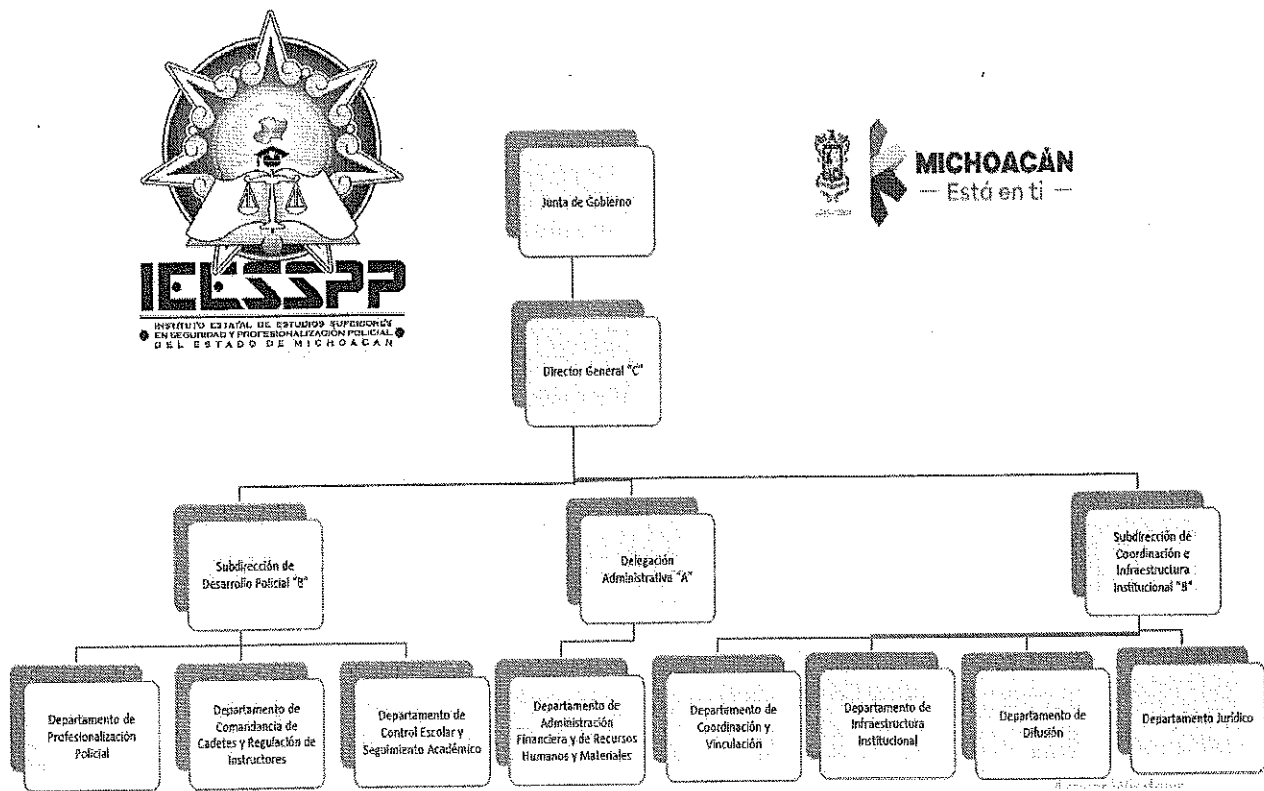 IEESSPP
INSTITUTO ESTATAL DE ESTUDIOS SUPERIORES
EN SEGURIDAD Y PROFESIONALIZACIÓN POLICIAL
DEL ESTADO DE MICHOACAN
MICHOACÁN
Está en ti
Junta de Gobierno
Director General "C"
Subdirección de
Desarrollo Policial "B"
Delegación
Administrativa "A"
Subdirección de
Coordinación e
Infraestructura
Institucional "B"
Departamento de
Profesionalización
Policial
Departamento de
Comandancia de
Cadetes y Regulación de
Instructores
Departamento de
Control Escolar y
Seguimiento Académico
Departamento de
Administración
Financiera y de Recursos
Humanos y Materiales
Departamento de
Coordinación y
Vinculación
Departamento de
Infraestructura
Institucional
Departamento de
Difusión
Departamento Jurídico